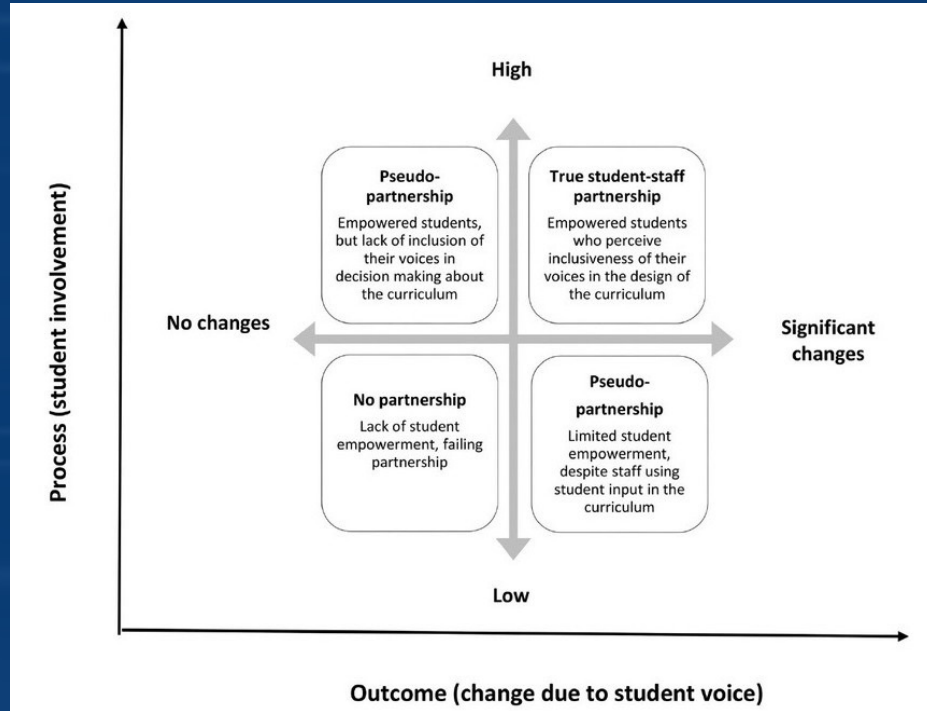 High
Pseudo-
partnership
Empowered students,
but lack of inclusion of
their voices in
decision making about
the curriculum
True student-staff
partnership
Empowered students
who perceive
inclusiveness of their
voices in the design of
the curriculum
No changes
Significant
changes
No partnership
Lack of student
empowerment, failing
partnership
Pseudo-
partnership
Limited student
empowerment,
despite staff using
student input in the
curriculum
Low
Process (student involvement)
Outcome (change due to student voice)